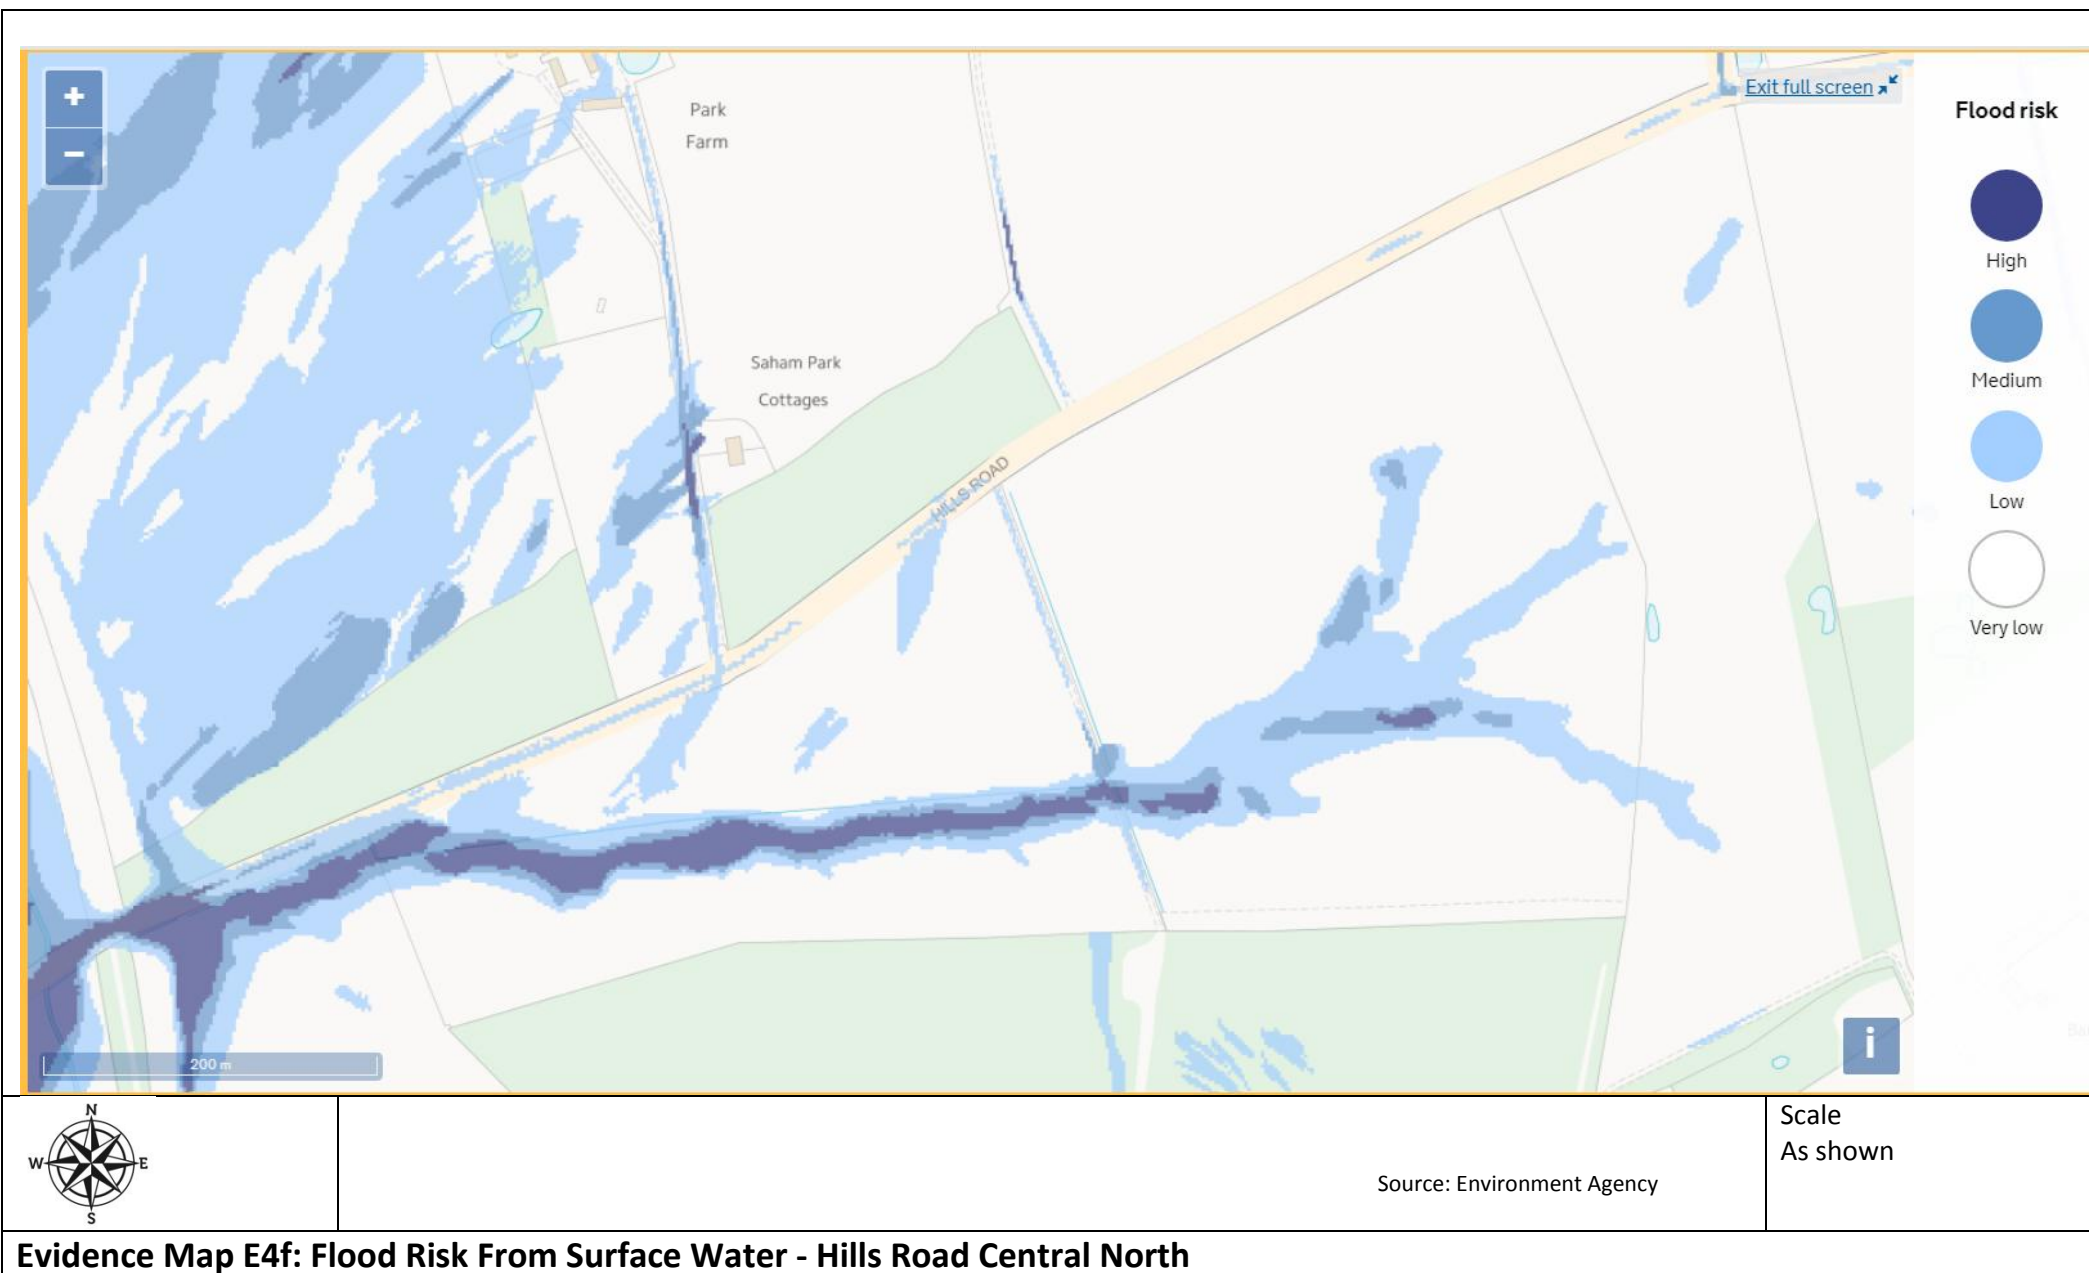 +
−
Exit full screen
Flood risk
High
Medium
Low
Very low
Park
Farm
Saham Park
Cottages
HILLS ROAD
i
200 m
N
W
E
S
Source: Environment Agency
Scale
As shown
Evidence Map E4f: Flood Risk From Surface Water - Hills Road Central North